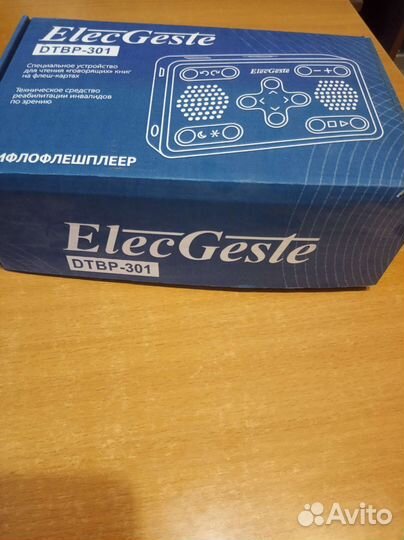 ElecGeste
DTBP-301
Специальное устройство
для чтения «говорящих» книг
на флеш-картах
Техническое средство
реабилитации инвалидов
по зрению
ElecGeste
ИФЛОФЛЕШПЛЕЕР
ElecGeste
DTBP-301
Avito